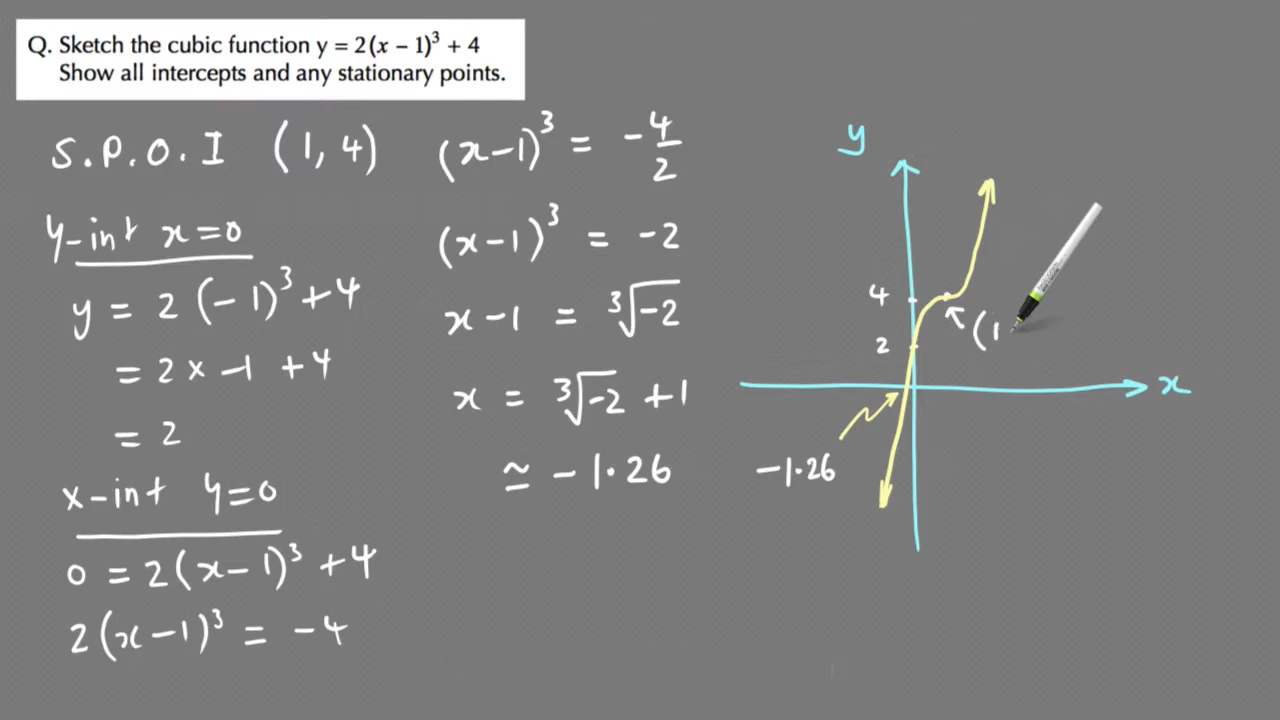 Q. Sketch the cubic function y = 2(x − 1)³ + 4
Show all intercepts and any stationary points.
S.P.O.I (1, 4)
y-int x=0
y = 2(-1)³+4
= 2 x -1 +4
= 2
x-int y=0
0 = 2(x-1)³+4
2(x-1)³ = -4
(x-1)³ = -4/2
(x-1)³ = -2
x-1 = ³√-2
x = ³√-2 +1
≃ -1.26
y
4
2
(1
x
-1.26